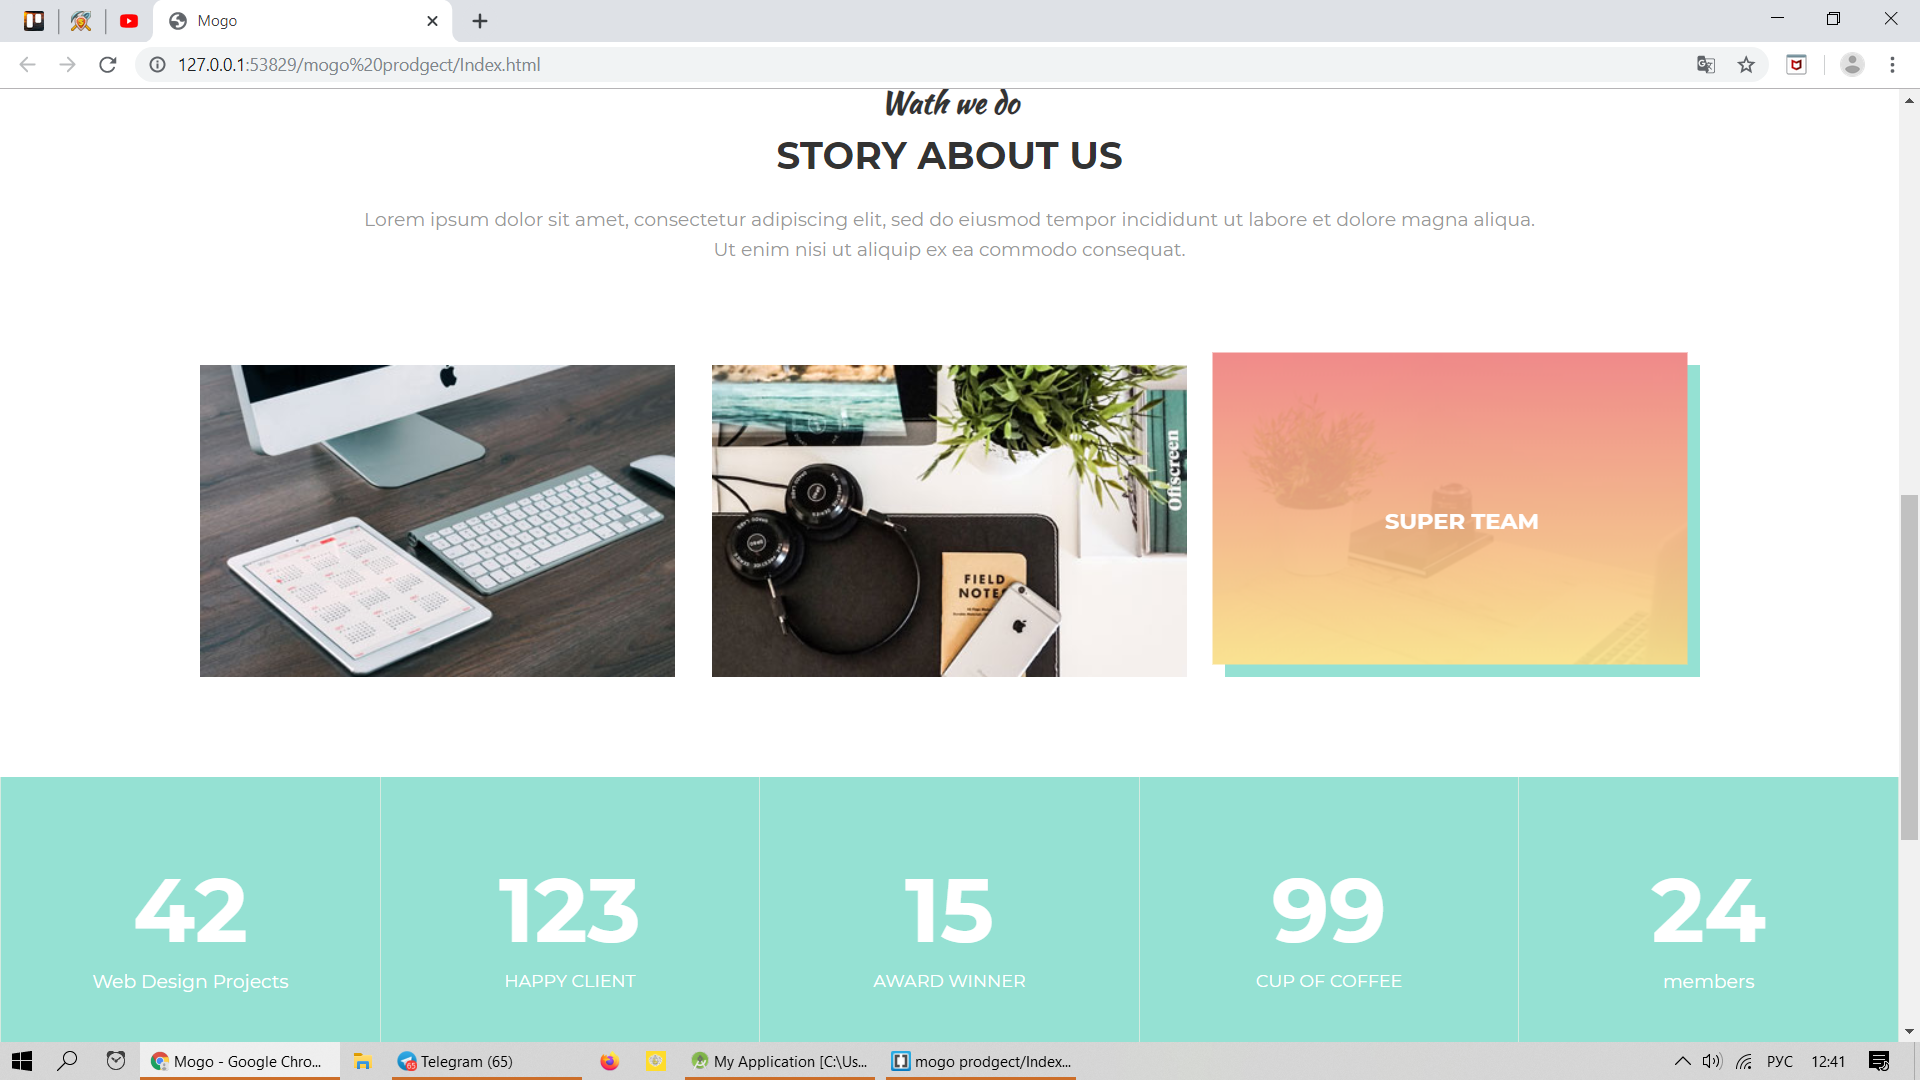 Mogo
127.0.0.1:53829/mogo%20prodgect/Index.html
Wath we do
STORY ABOUT US
Lorem ipsum dolor sit amet, consectetur adipiscing elit, sed do eiusmod tempor incididunt ut labore et dolore magna aliqua.
Ut enim nisi ut aliquip ex ea commodo consequat.
Offscreen
FIELD
NOTES
SUPER TEAM
42
Web Design Projects
123
HAPPY CLIENT
15
AWARD WINNER
99
CUP OF COFFEE
24
members
Mogo - Google Chro...
65
Telegram (65)
My Application [C:\Us...
mogo prodgect/Index...
РУС
12:41